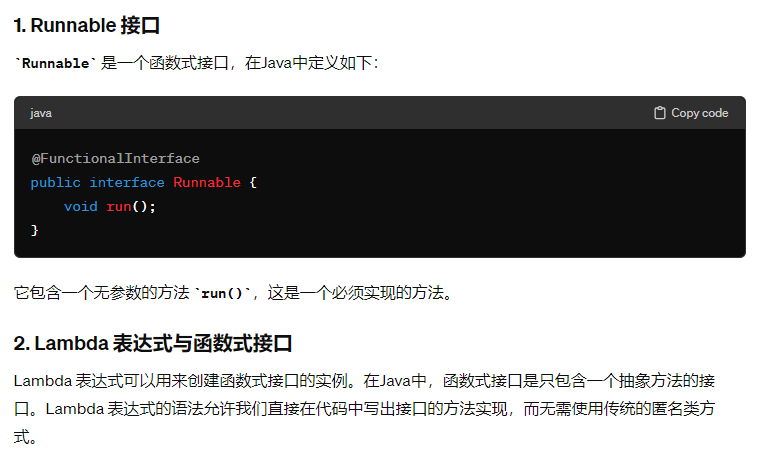 1. Runnable 接口
`Runnable` 是一个函数式接口，在Java中定义如下：
java
Copy code
@FunctionalInterface
public interface Runnable {
    void run();
}
它包含一个无参数的方法 `run()`，这是一个必须实现的方法。
2. Lambda 表达式与函数式接口
Lambda 表达式可以用来创建函数式接口的实例。在Java中，函数式接口是只包含一个抽象方法的接
口。Lambda 表达式的语法允许我们直接在代码中写出接口的方法实现，而无需使用传统的匿名类方
式。